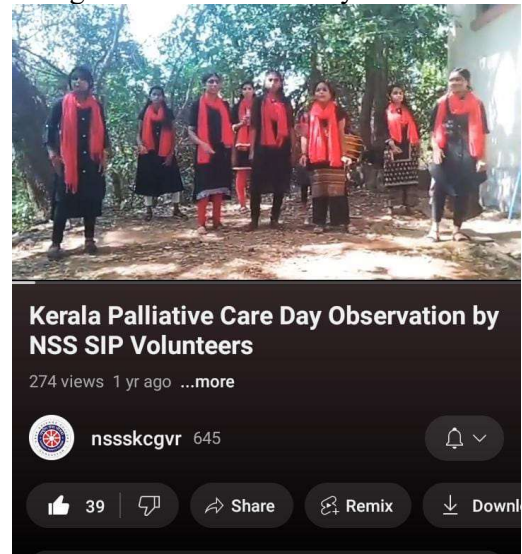 Kerala Palliative Care Day Observation by
NSS SIP Volunteers
274 views 1 yr ago ...more
nssskcgvr 645
39 Share Remix Downl